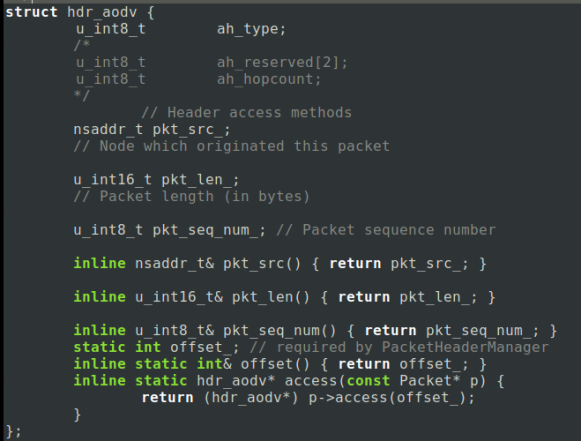 struct hdr_aodv {
u_int8_t ah_type;
/*
u_int8_t ah_reserved[2];
u_int8_t ah_hopcount;
*/
// Header access methods
nsaddr_t pkt_src_;
// Node which originated this packet
u_int16_t pkt_len_;
// Packet length (in bytes)
u_int8_t pkt_seq_num_; // Packet sequence number
inline nsaddr_t& pkt_src() { return pkt_src_; }
inline u_int16_t& pkt_len() { return pkt_len_; }
inline u_int8_t& pkt_seq_num() { return pkt_seq_num_; }
static int offset_; // required by PacketHeaderManager
inline static int& offset() { return offset_; }
inline static hdr_aodv* access(const Packet* p) {
return (hdr_aodv*) p->access(offset_);
}
};